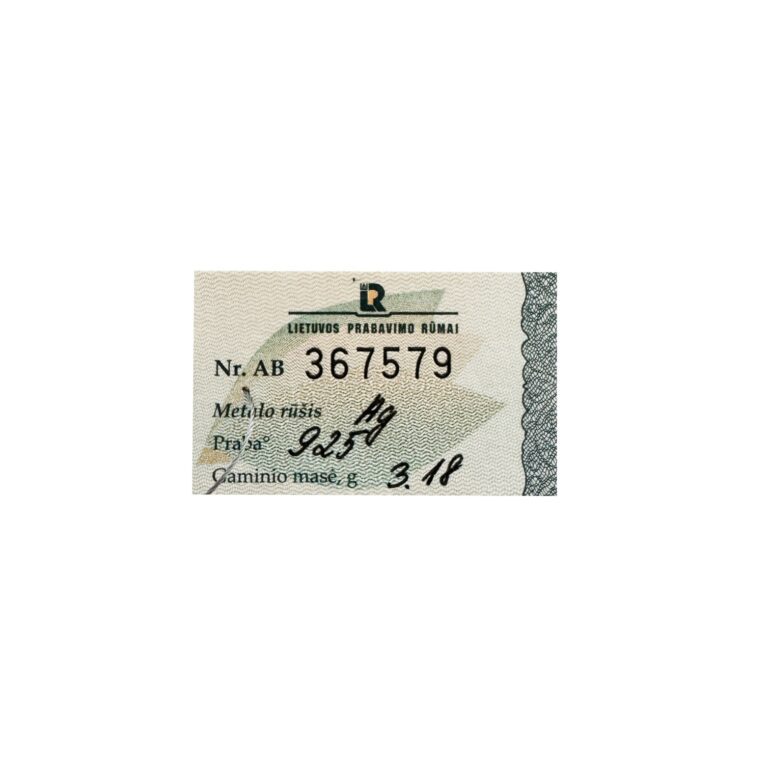 LR
LIETUVOS PRABAVIMO RŪMAI
Nr. AB 367579
Metalo rūšis Ag
Praba° 925
Gaminio masė, g 3.18